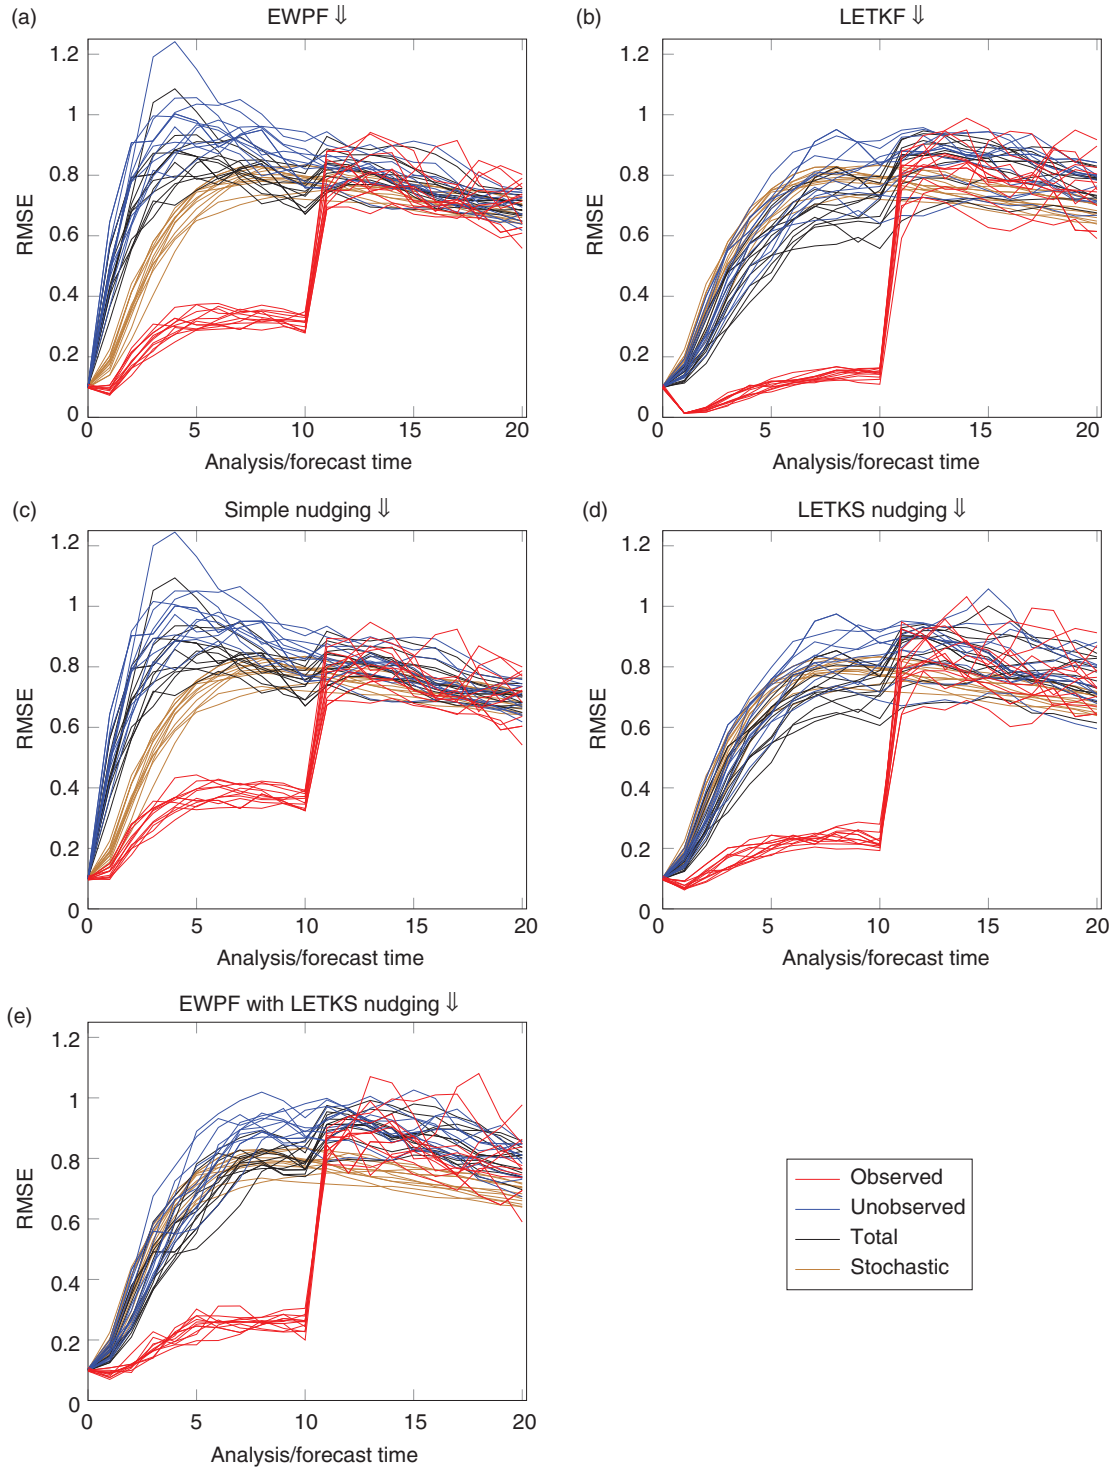 (a)
EWPF ⇓
1.2
1
0.8
0.6
0.4
0.2
0
RMSE
0 5 10 15 20
Analysis/forecast time
(b)
LETKF ⇓
1.2
1
0.8
0.6
0.4
0.2
0
RMSE
0 5 10 15 20
Analysis/forecast time
(c)
Simple nudging ⇓
1.2
1
0.8
0.6
0.4
0.2
0
RMSE
0 5 10 15 20
Analysis/forecast time
(d)
LETKS nudging ⇓
1.2
1
0.8
0.6
0.4
0.2
0
RMSE
0 5 10 15 20
Analysis/forecast time
(e)
EWPF with LETKS nudging ⇓
1.2
1
0.8
0.6
0.4
0.2
0
RMSE
0 5 10 15 20
Analysis/forecast time
Observed
Unobserved
Total
Stochastic